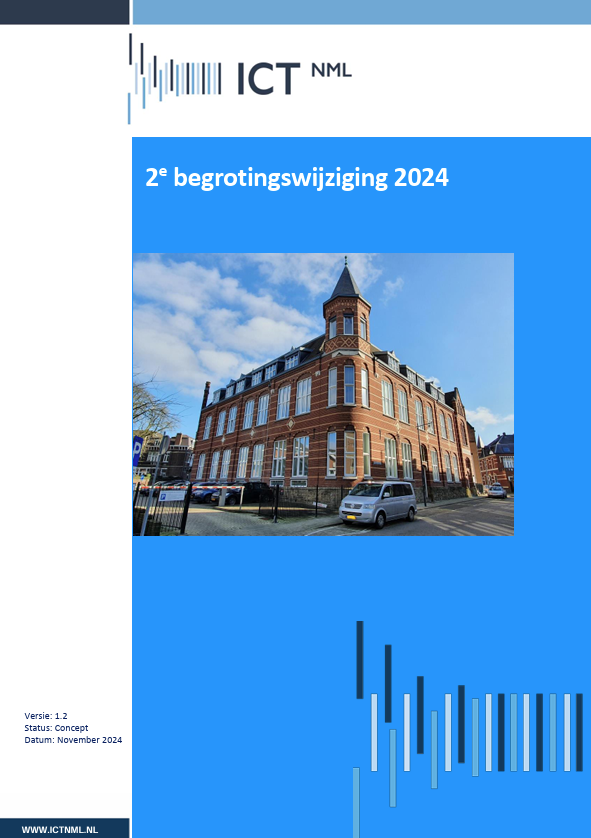 ICT NML
2e begrotingswijziging 2024
P
Versie: 1.2
Status: Concept
Datum: November 2024
WWW.ICTNML.NL